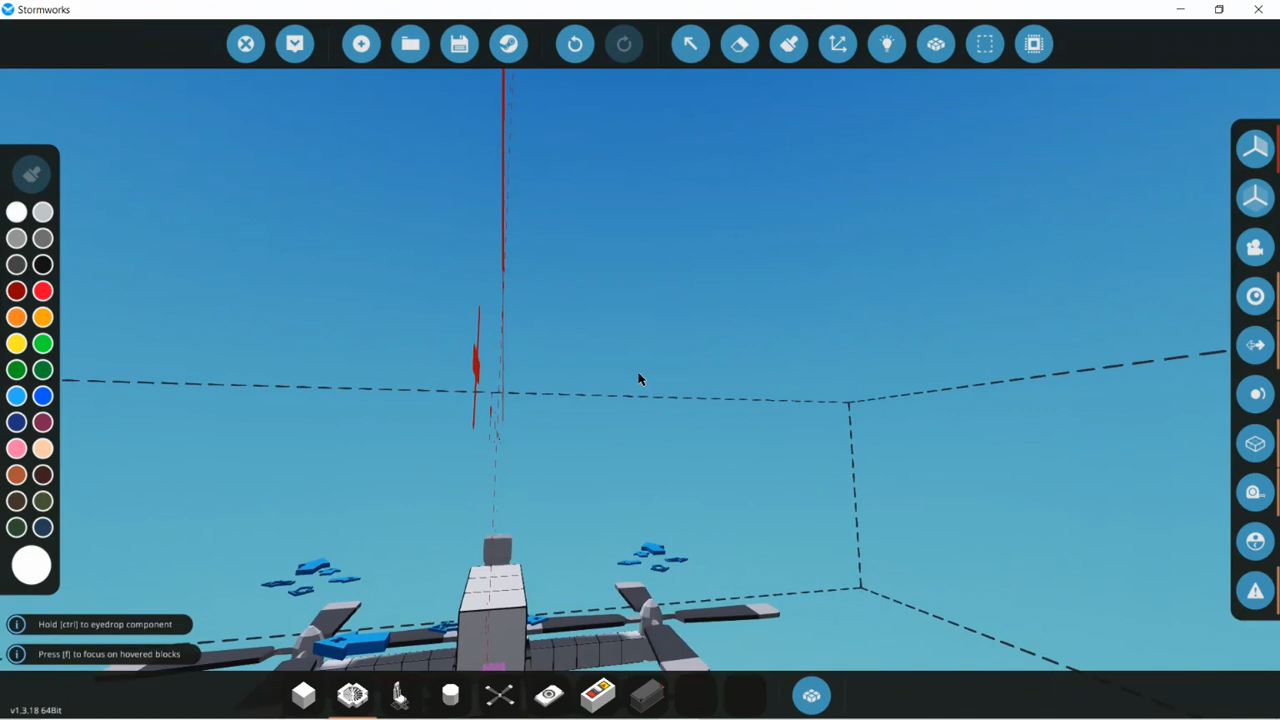 Stormworks
Hold [ctrl] to eyedrop component
Press [f] to focus on hovered blocks
v1.3.18 64Bit